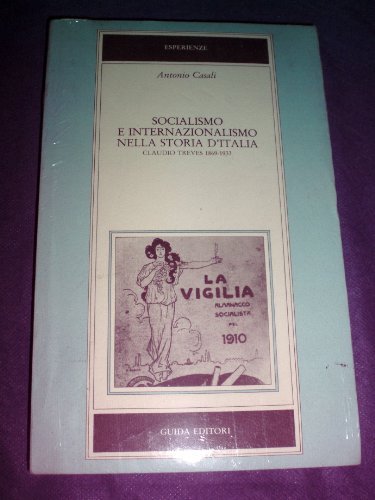 ESPERIENZE
Antonio Casali
SOCIALISMO
E INTERNAZIONALISMO
NELLA STORIA D'ITALIA
CLAUDIO TREVES 1869-1933
LA
VIGILIA
ALMANACCO
SOCIALISTA
PEL
1910
GUIDA EDITORI